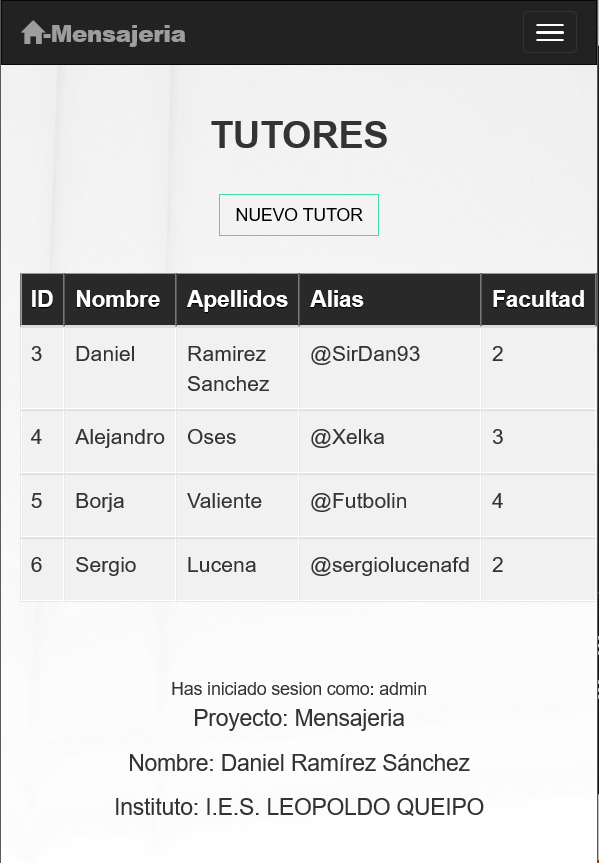 -Mensajeria
TUTORES
NUEVO TUTOR
ID Nombre Apellidos Alias Facultad
3 Daniel Ramirez @SirDan93 2
Sanchez
4 Alejandro Oses @Xelka 3
5 Borja Valiente @Futbolin 4
6 Sergio Lucena @sergiolucenafd 2
Has iniciado sesion como: admin
Proyecto: Mensajeria
Nombre: Daniel Ramírez Sánchez
Instituto: I.E.S. LEOPOLDO QUEIPO